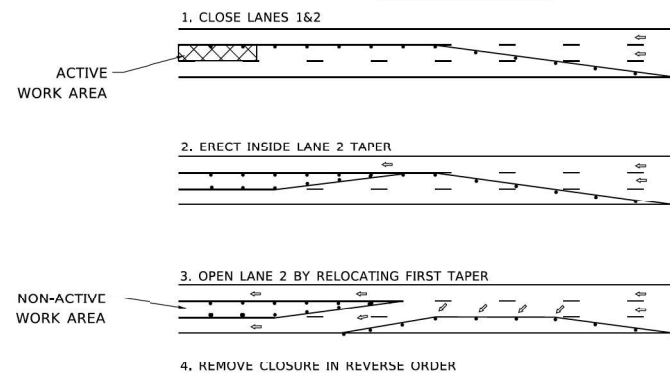 1. CLOSE LANES 1&2
ACTIVE
WORK AREA
2. ERECT INSIDE LANE 2 TAPER
3. OPEN LANE 2 BY RELOCATING FIRST TAPER
NON-ACTIVE
WORK AREA
4. REMOVE CLOSURE IN REVERSE ORDER